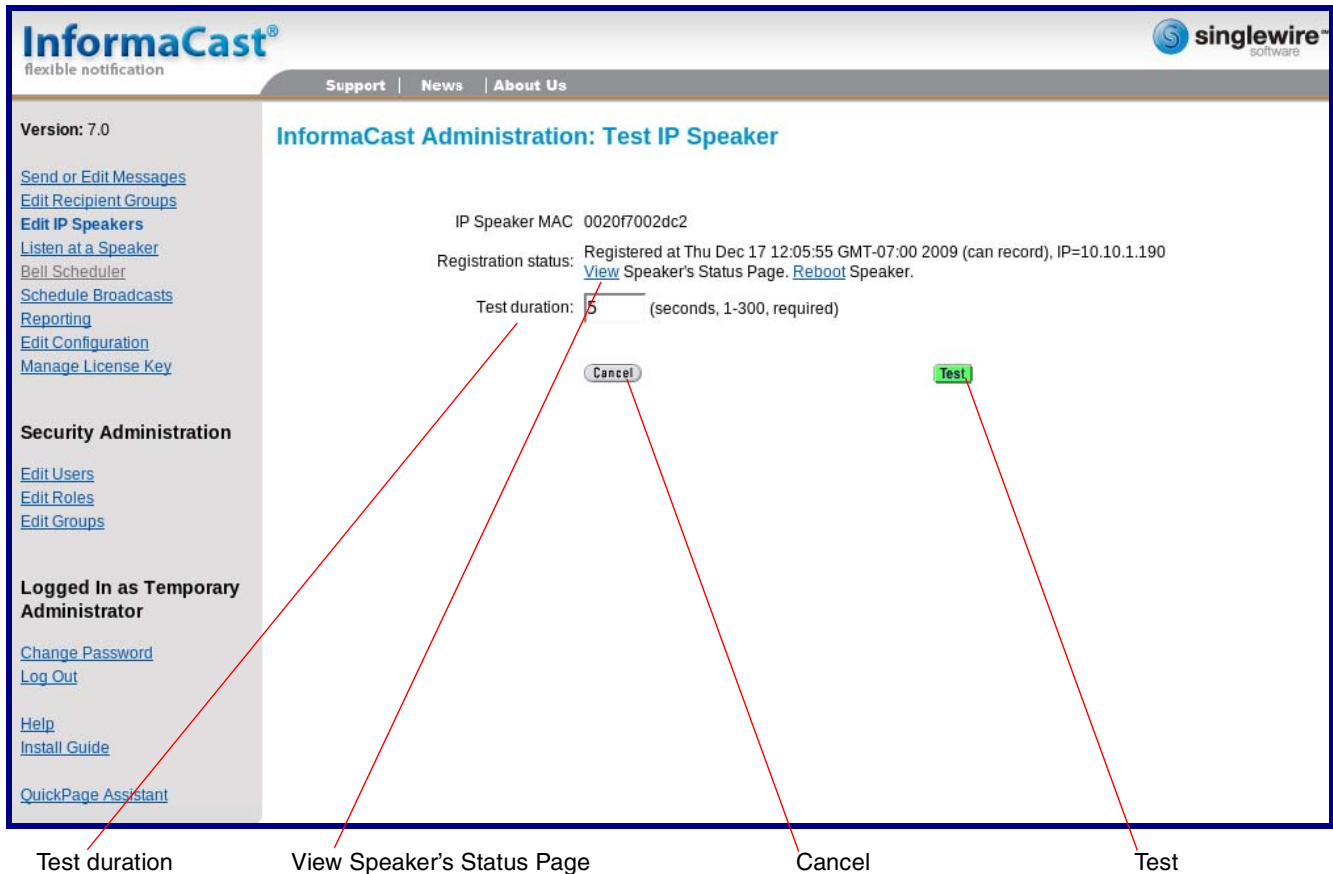 InformaCast®
flexible notification
singlewire™
software
Support | News | About Us
Version: 7.0
Send or Edit Messages
Edit Recipient Groups
Edit IP Speakers
Listen at a Speaker
Bell Scheduler
Schedule Broadcasts
Reporting
Edit Configuration
Manage License Key
Security Administration
Edit Users
Edit Roles
Edit Groups
Logged In as Temporary
Administrator
Change Password
Log Out
Help
Install Guide
QuickPage Assistant
InformaCast Administration: Test IP Speaker
IP Speaker MAC 0020f7002dc2
Registration status: Registered at Thu Dec 17 12:05:55 GMT-07:00 2009 (can record), IP=10.10.1.190
View Speaker's Status Page. Reboot Speaker.
Test duration: 5 (seconds, 1-300, required)
Cancel Test
Test duration View Speaker’s Status Page Cancel Test